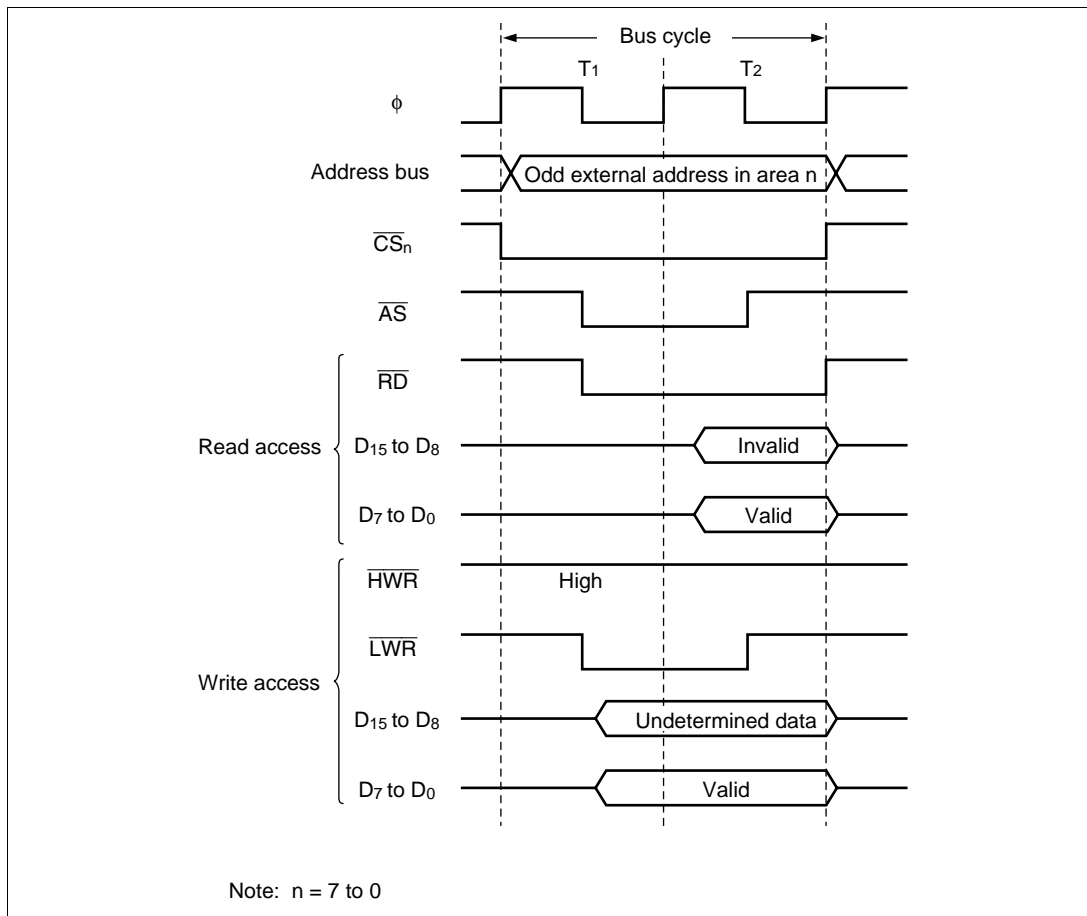 Bus cycle
T1 T2
ϕ
Address bus Odd external address in area n
CSn
AS
RD
Read access D15 to D8 Invalid
D7 to D0 Valid
HWR High
LWR
Write access
D15 to D8 Undetermined data
D7 to D0 Valid
Note: n = 7 to 0